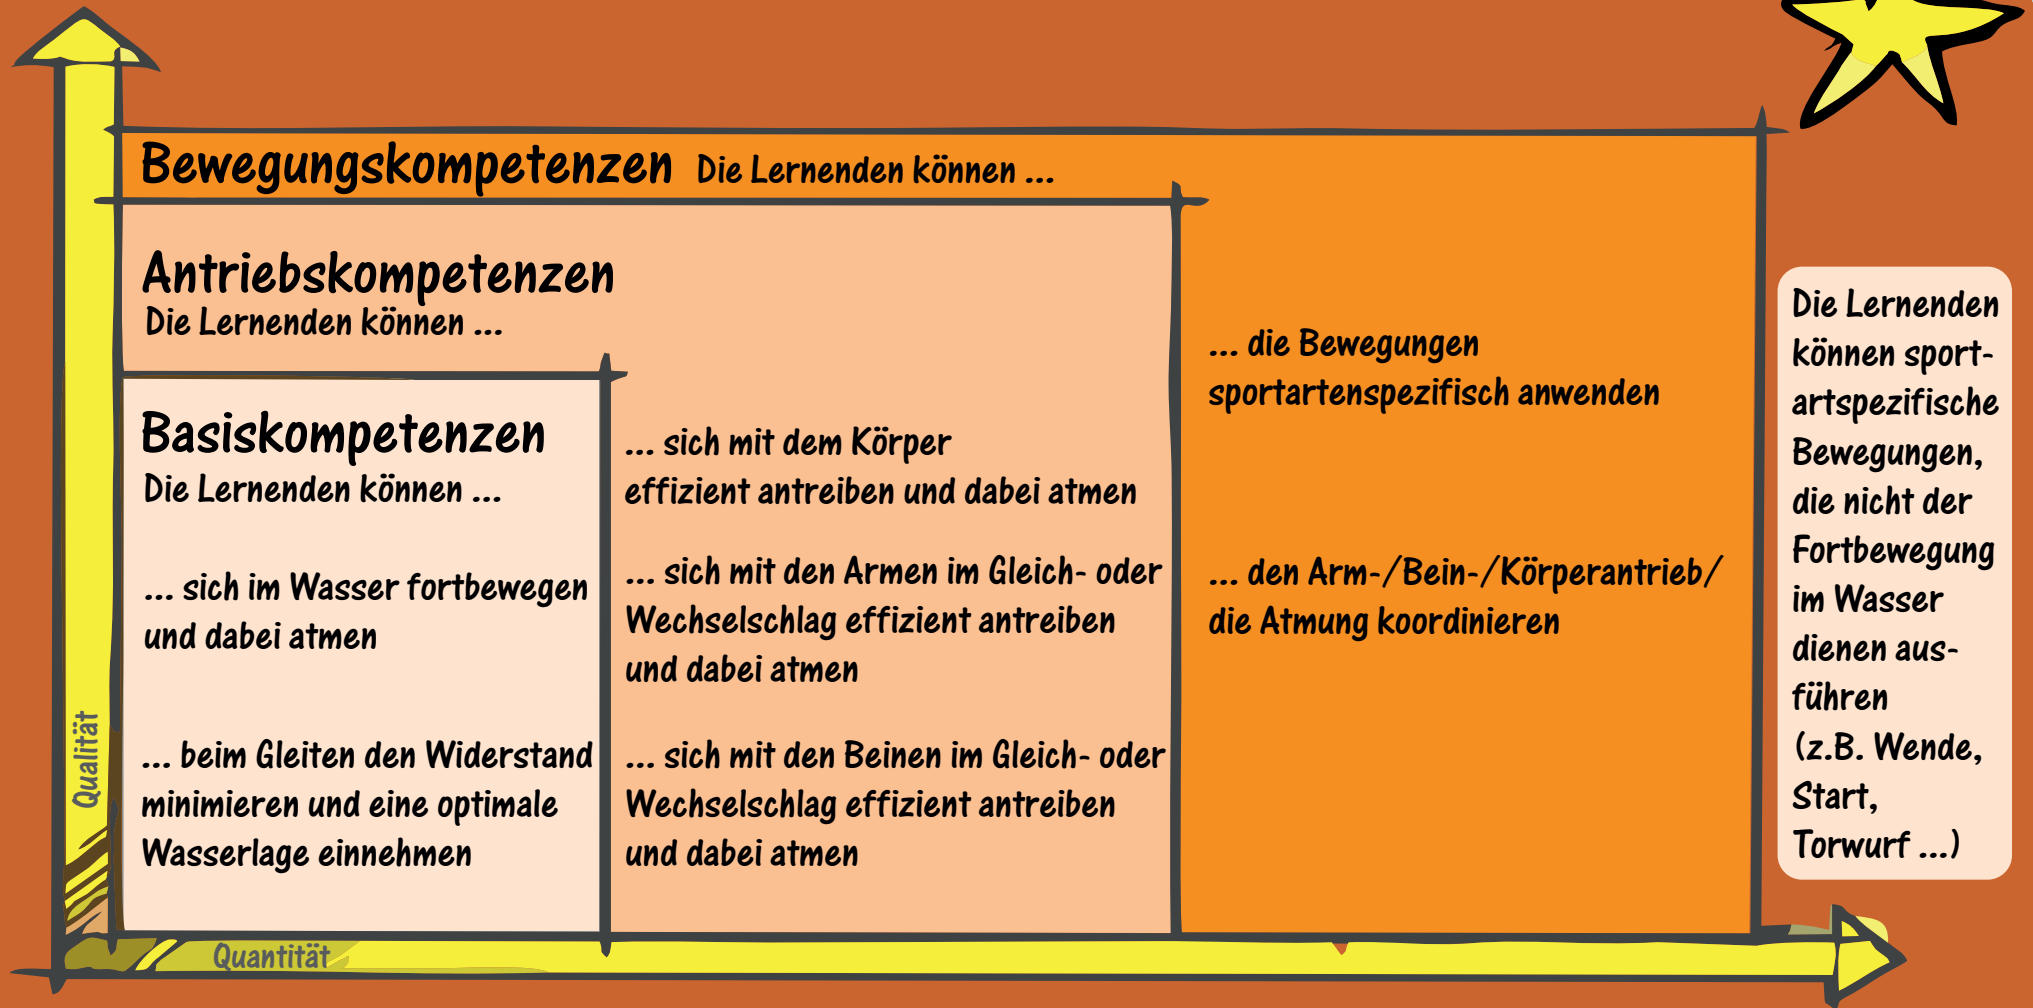 Bewegungskompetenzen Die Lernenden können ...
Antriebskompetenzen
Die Lernenden können ...
Basiskompetenzen
Die Lernenden können ...
... sich im Wasser fortbewegen
und dabei atmen
... beim Gleiten den Widerstand
minimieren und eine optimale
Wasserlage einnehmen
... sich mit dem Körper
effizient antreiben und dabei atmen
... sich mit den Armen im Gleich- oder
Wechselschlag effizient antreiben
und dabei atmen
... sich mit den Beinen im Gleich- oder
Wechselschlag effizient antreiben
und dabei atmen
... die Bewegungen
sportartenspezifisch anwenden
... den Arm-/Bein-/Körperantrieb/
die Atmung koordinieren
Die Lernenden
können sport-
artspezifische
Bewegungen,
die nicht der
Fortbewegung
im Wasser
dienen aus-
führen
(z.B. Wende,
Start,
Torwurf ...)
Qualität
Quantität